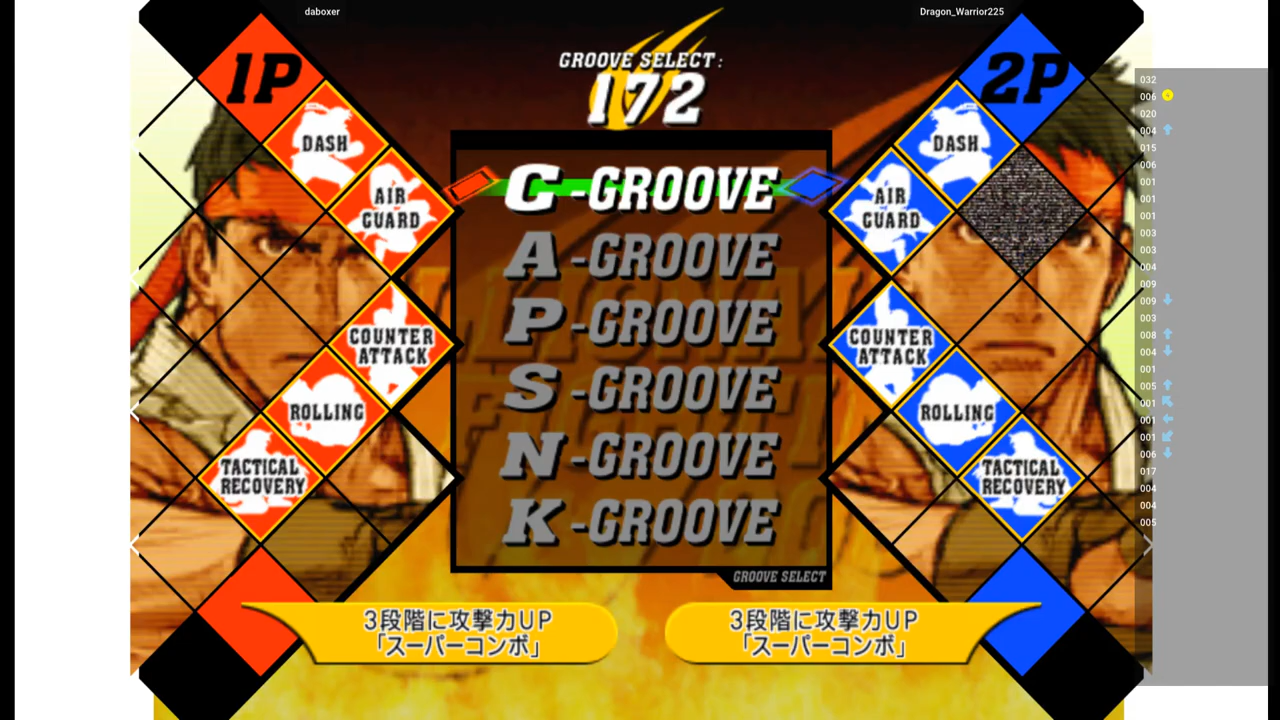 daboxer
Dragon_Warrior225
1P
GROOVE SELECT:
172
2P
DASH
AIR
GUARD
COUNTER
ATTACK
ROLLING
TACTICAL
RECOVERY
C-GROOVE
A-GROOVE
P-GROOVE
S-GROOVE
N-GROOVE
K-GROOVE
GROOVE SELECT
DASH
AIR
GUARD
COUNTER
ATTACK
ROLLING
TACTICAL
RECOVERY
3段階に攻撃力UP
「スーパーコンボ」
3段階に攻撃力UP
「スーパーコンボ」
032
006
020
004
015
006
001
001
001
003
003
004
009
009
003
008
004
001
005
001
001
001
006
017
004
004
005